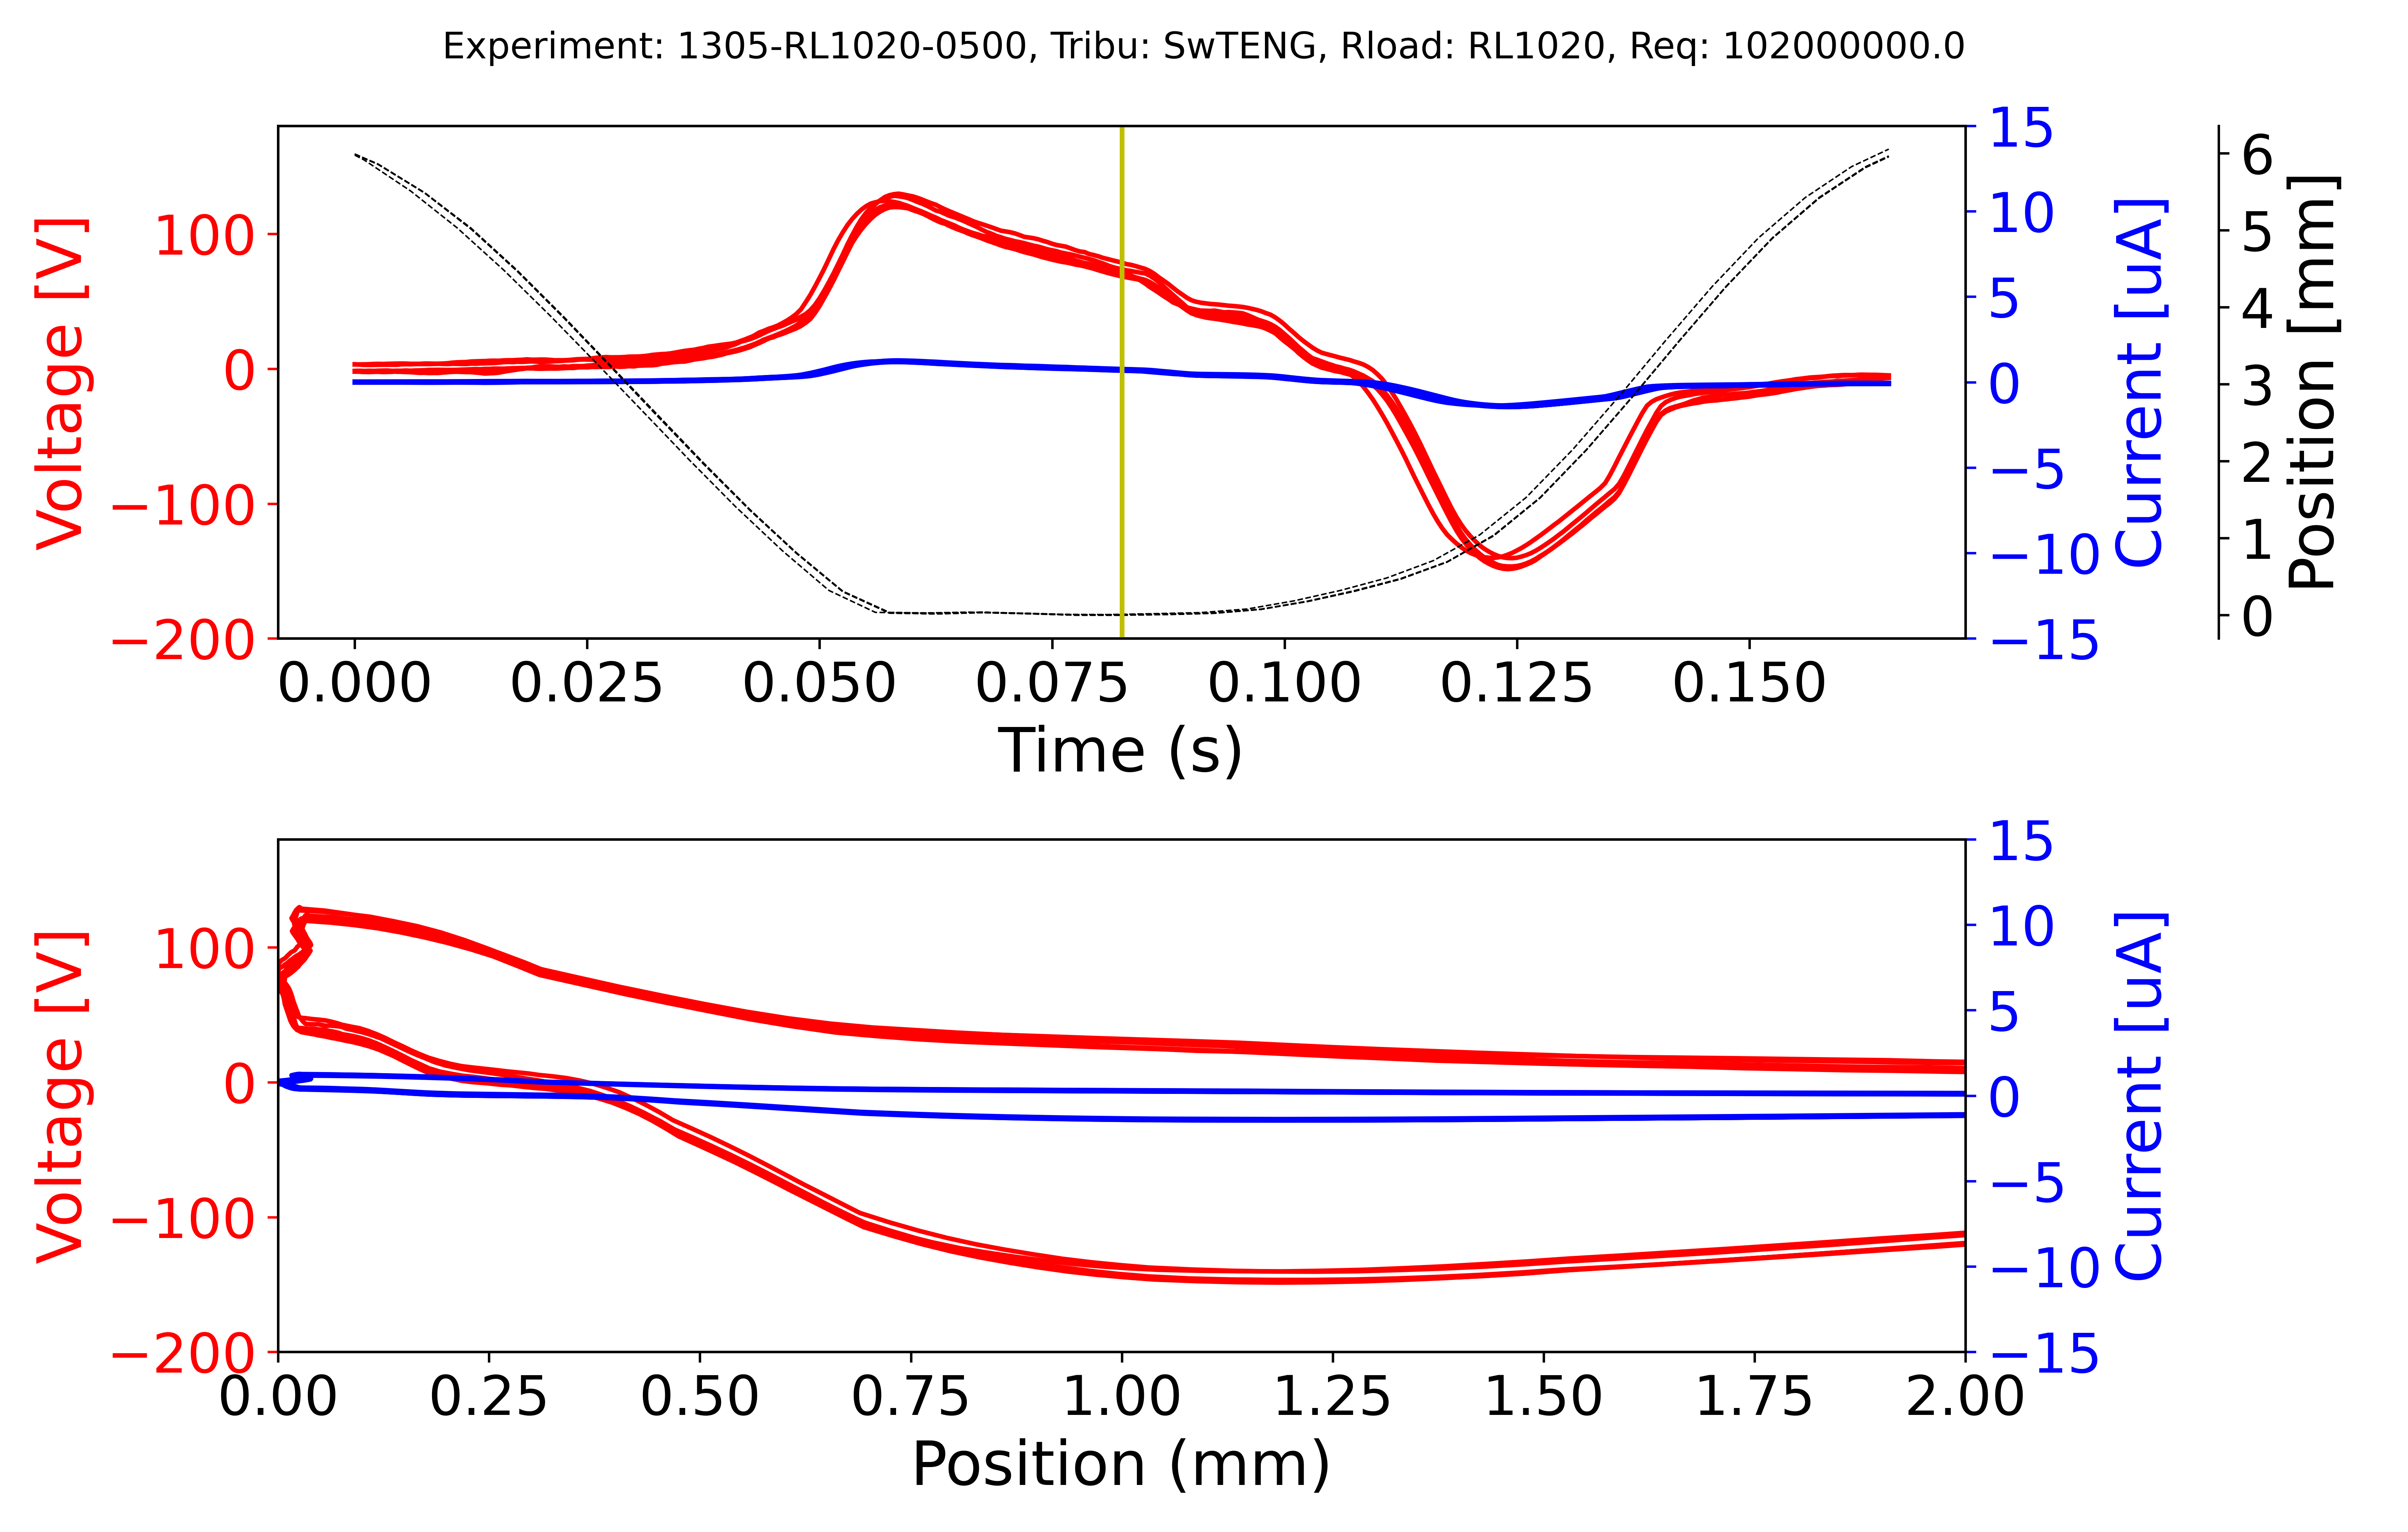 Experiment: 1305-RL1020-0500, Tribu: SwTENG, Rload: RL1020, Req: 102000000.0
Voltage [V]
100
0
−100
−200
15
10
5
0
−5
−10
−15
Current [uA]
6
5
4
3
2
1
0
Position [mm]
0.000 0.025 0.050 0.075 0.100 0.125 0.150
Time (s)
Voltage [V]
100
0
−100
−200
15
10
5
0
−5
−10
−15
Current [uA]
0.00 0.25 0.50 0.75 1.00 1.25 1.50 1.75 2.00
Position (mm)